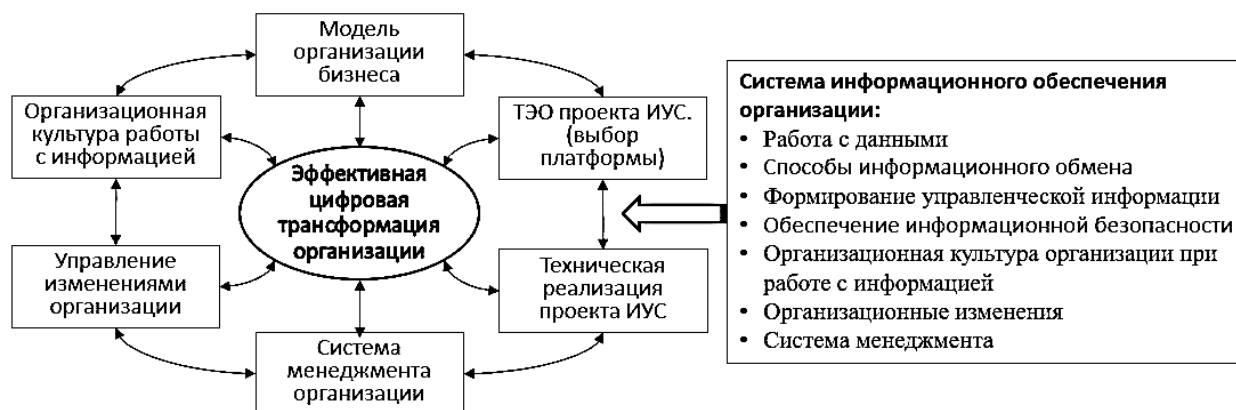 Модель
организации
бизнеса
Организационная
культура работы
с информацией
ТЭО проекта ИУС.
(выбор
платформы)
Эффективная
цифровая
трансформация
организации
Управление
изменениями
организации
Техническая
реализация
проекта ИУС
Система
менеджмента
организации
Система информационного обеспечения
организации:
• Работа с данными
• Способы информационного обмена
• Формирование управленческой информации
• Обеспечение информационной безопасности
• Организационная культура организации при
работе с информацией
• Организационные изменения
• Система менеджмента